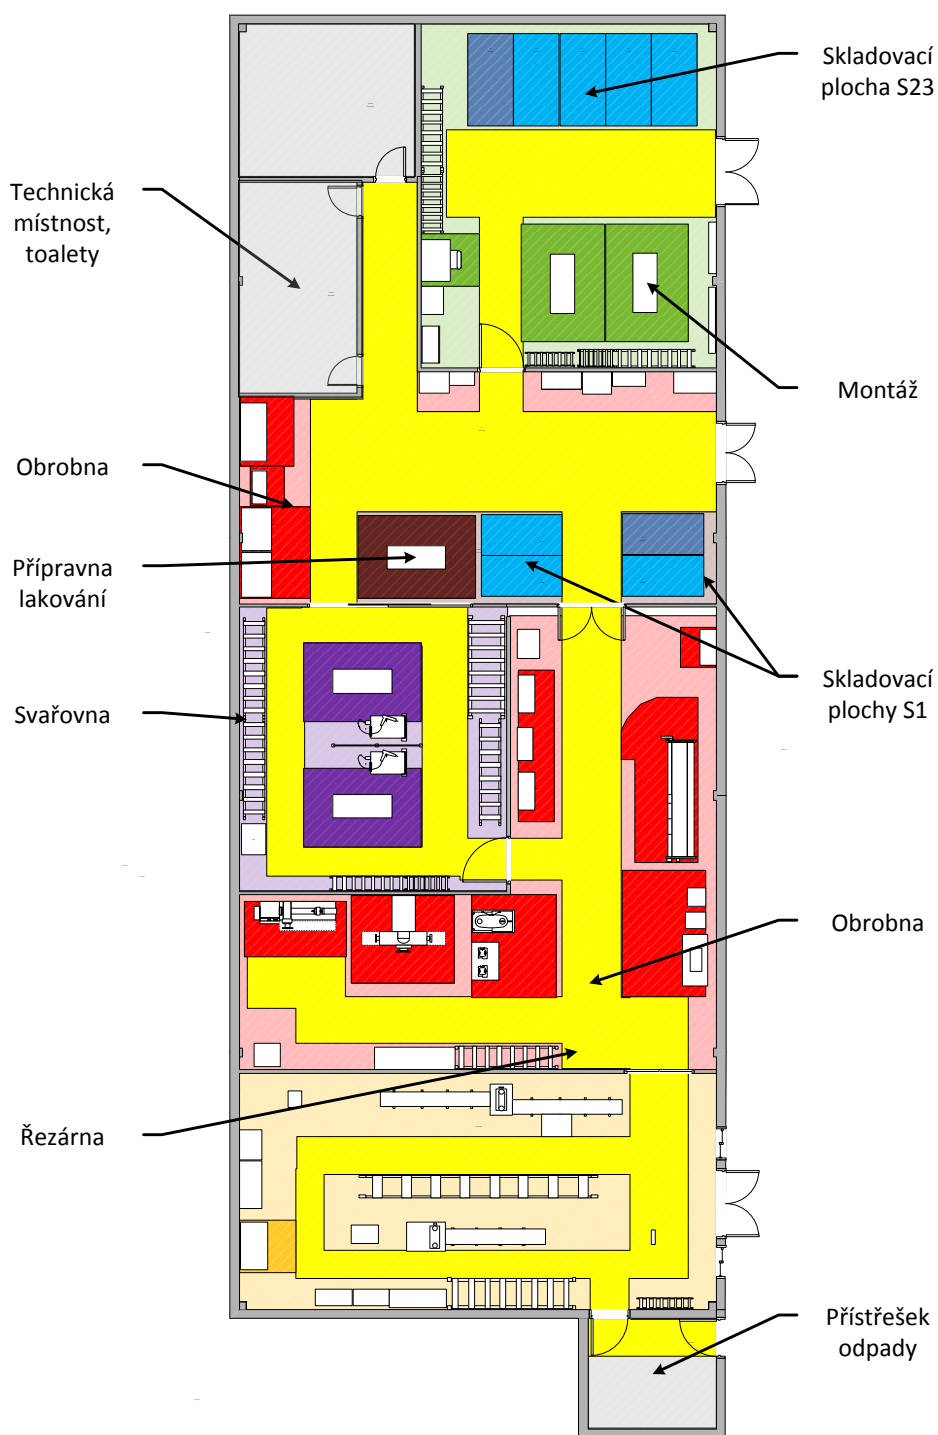 Skladovací
plocha S23
Technická
místnost,
toalety
Montáž
Obrobna
Přípravna
lakování
Skladovací
plochy S1
Svařovna
Obrobna
Řezárna
Přístřešek
odpady